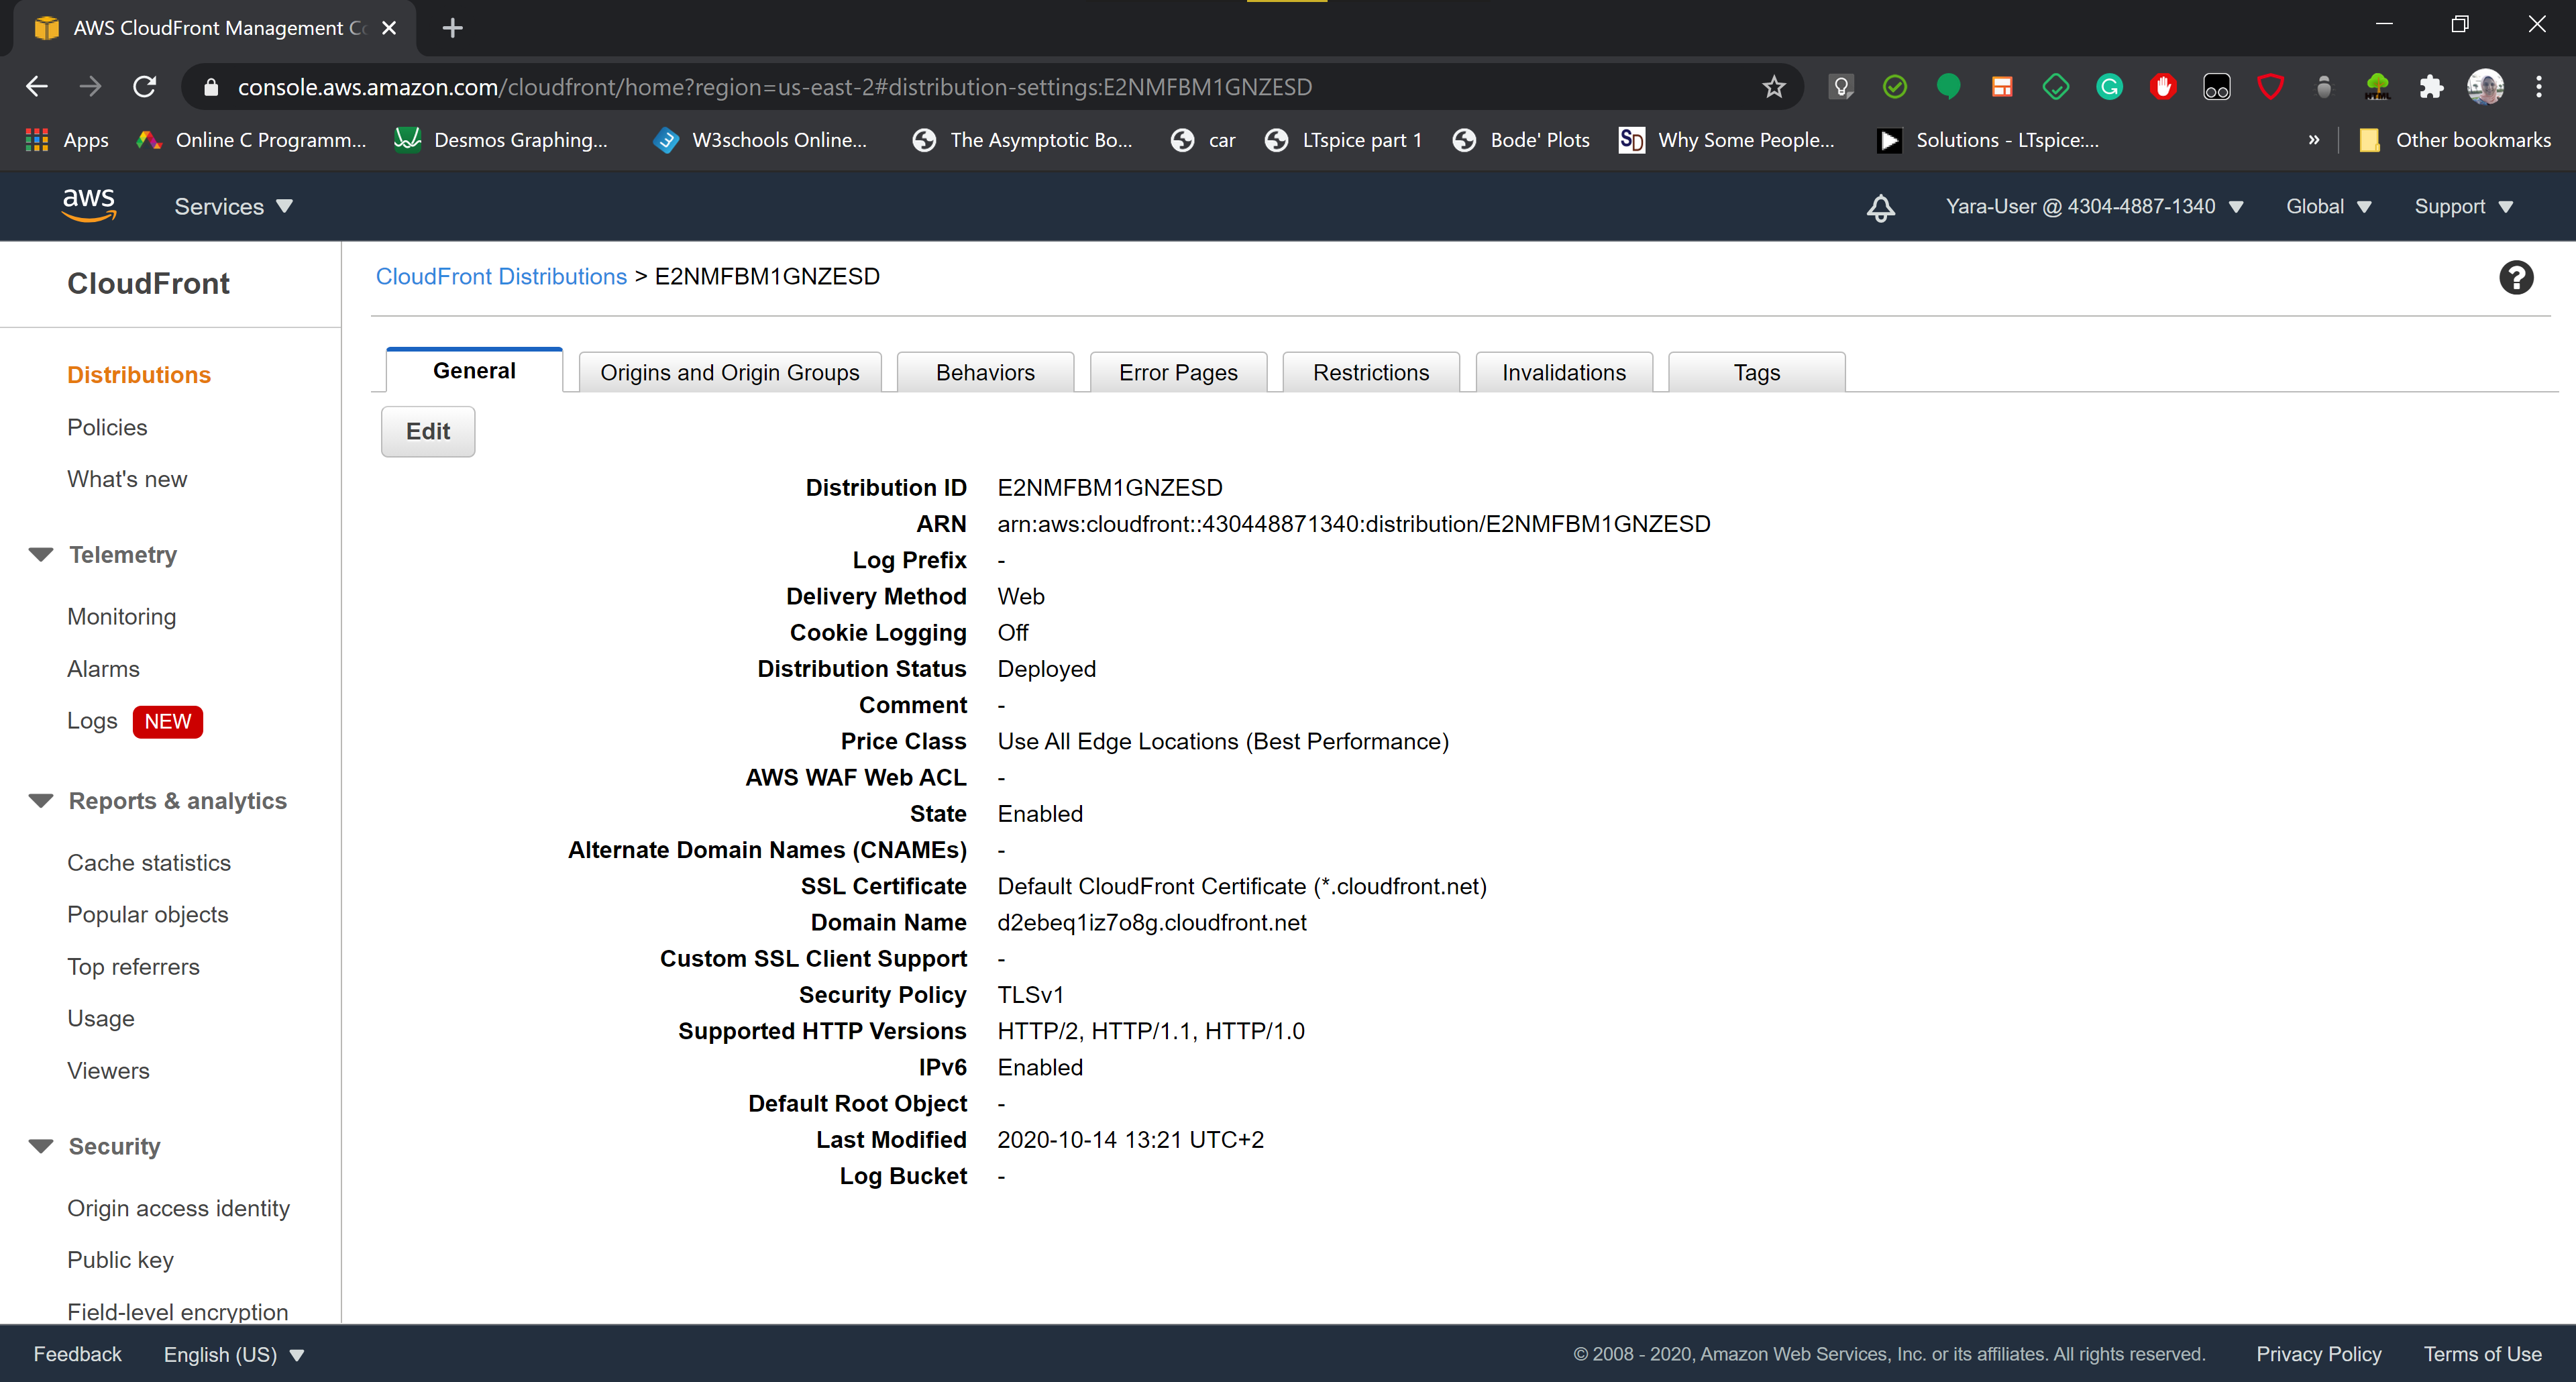 AWS CloudFront Management Co
console.aws.amazon.com/cloudfront/home?region=us-east-2#distribution-settings:E2NMFBM1GNZESD
Apps Online C Programm... Desmos Graphing... W3schools Online... The Asymptotic Bo... car LTspice part 1 Bode' Plots Why Some People... Solutions - LTspice:... » Other bookmarks
aws Services Yara-User @ 4304-4887-1340 Global Support
CloudFront
Distributions
Policies
What's new
Telemetry
Monitoring
Alarms
Logs NEW
Reports & analytics
Cache statistics
Popular objects
Top referrers
Usage
Viewers
Security
Origin access identity
Public key
Field-level encryption
CloudFront Distributions > E2NMFBM1GNZESD
General Origins and Origin Groups Behaviors Error Pages Restrictions Invalidations Tags
Edit
Distribution ID E2NMFBM1GNZESD
ARN arn:aws:cloudfront::430448871340:distribution/E2NMFBM1GNZESD
Log Prefix -
Delivery Method Web
Cookie Logging Off
Distribution Status Deployed
Comment -
Price Class Use All Edge Locations (Best Performance)
AWS WAF Web ACL -
State Enabled
Alternate Domain Names (CNAMEs) -
SSL Certificate Default CloudFront Certificate (*.cloudfront.net)
Domain Name d2ebeq1iz7o8g.cloudfront.net
Custom SSL Client Support -
Security Policy TLSv1
Supported HTTP Versions HTTP/2, HTTP/1.1, HTTP/1.0
IPv6 Enabled
Default Root Object -
Last Modified 2020-10-14 13:21 UTC+2
Log Bucket -
Feedback English (US) © 2008 - 2020, Amazon Web Services, Inc. or its affiliates. All rights reserved. Privacy Policy Terms of Use